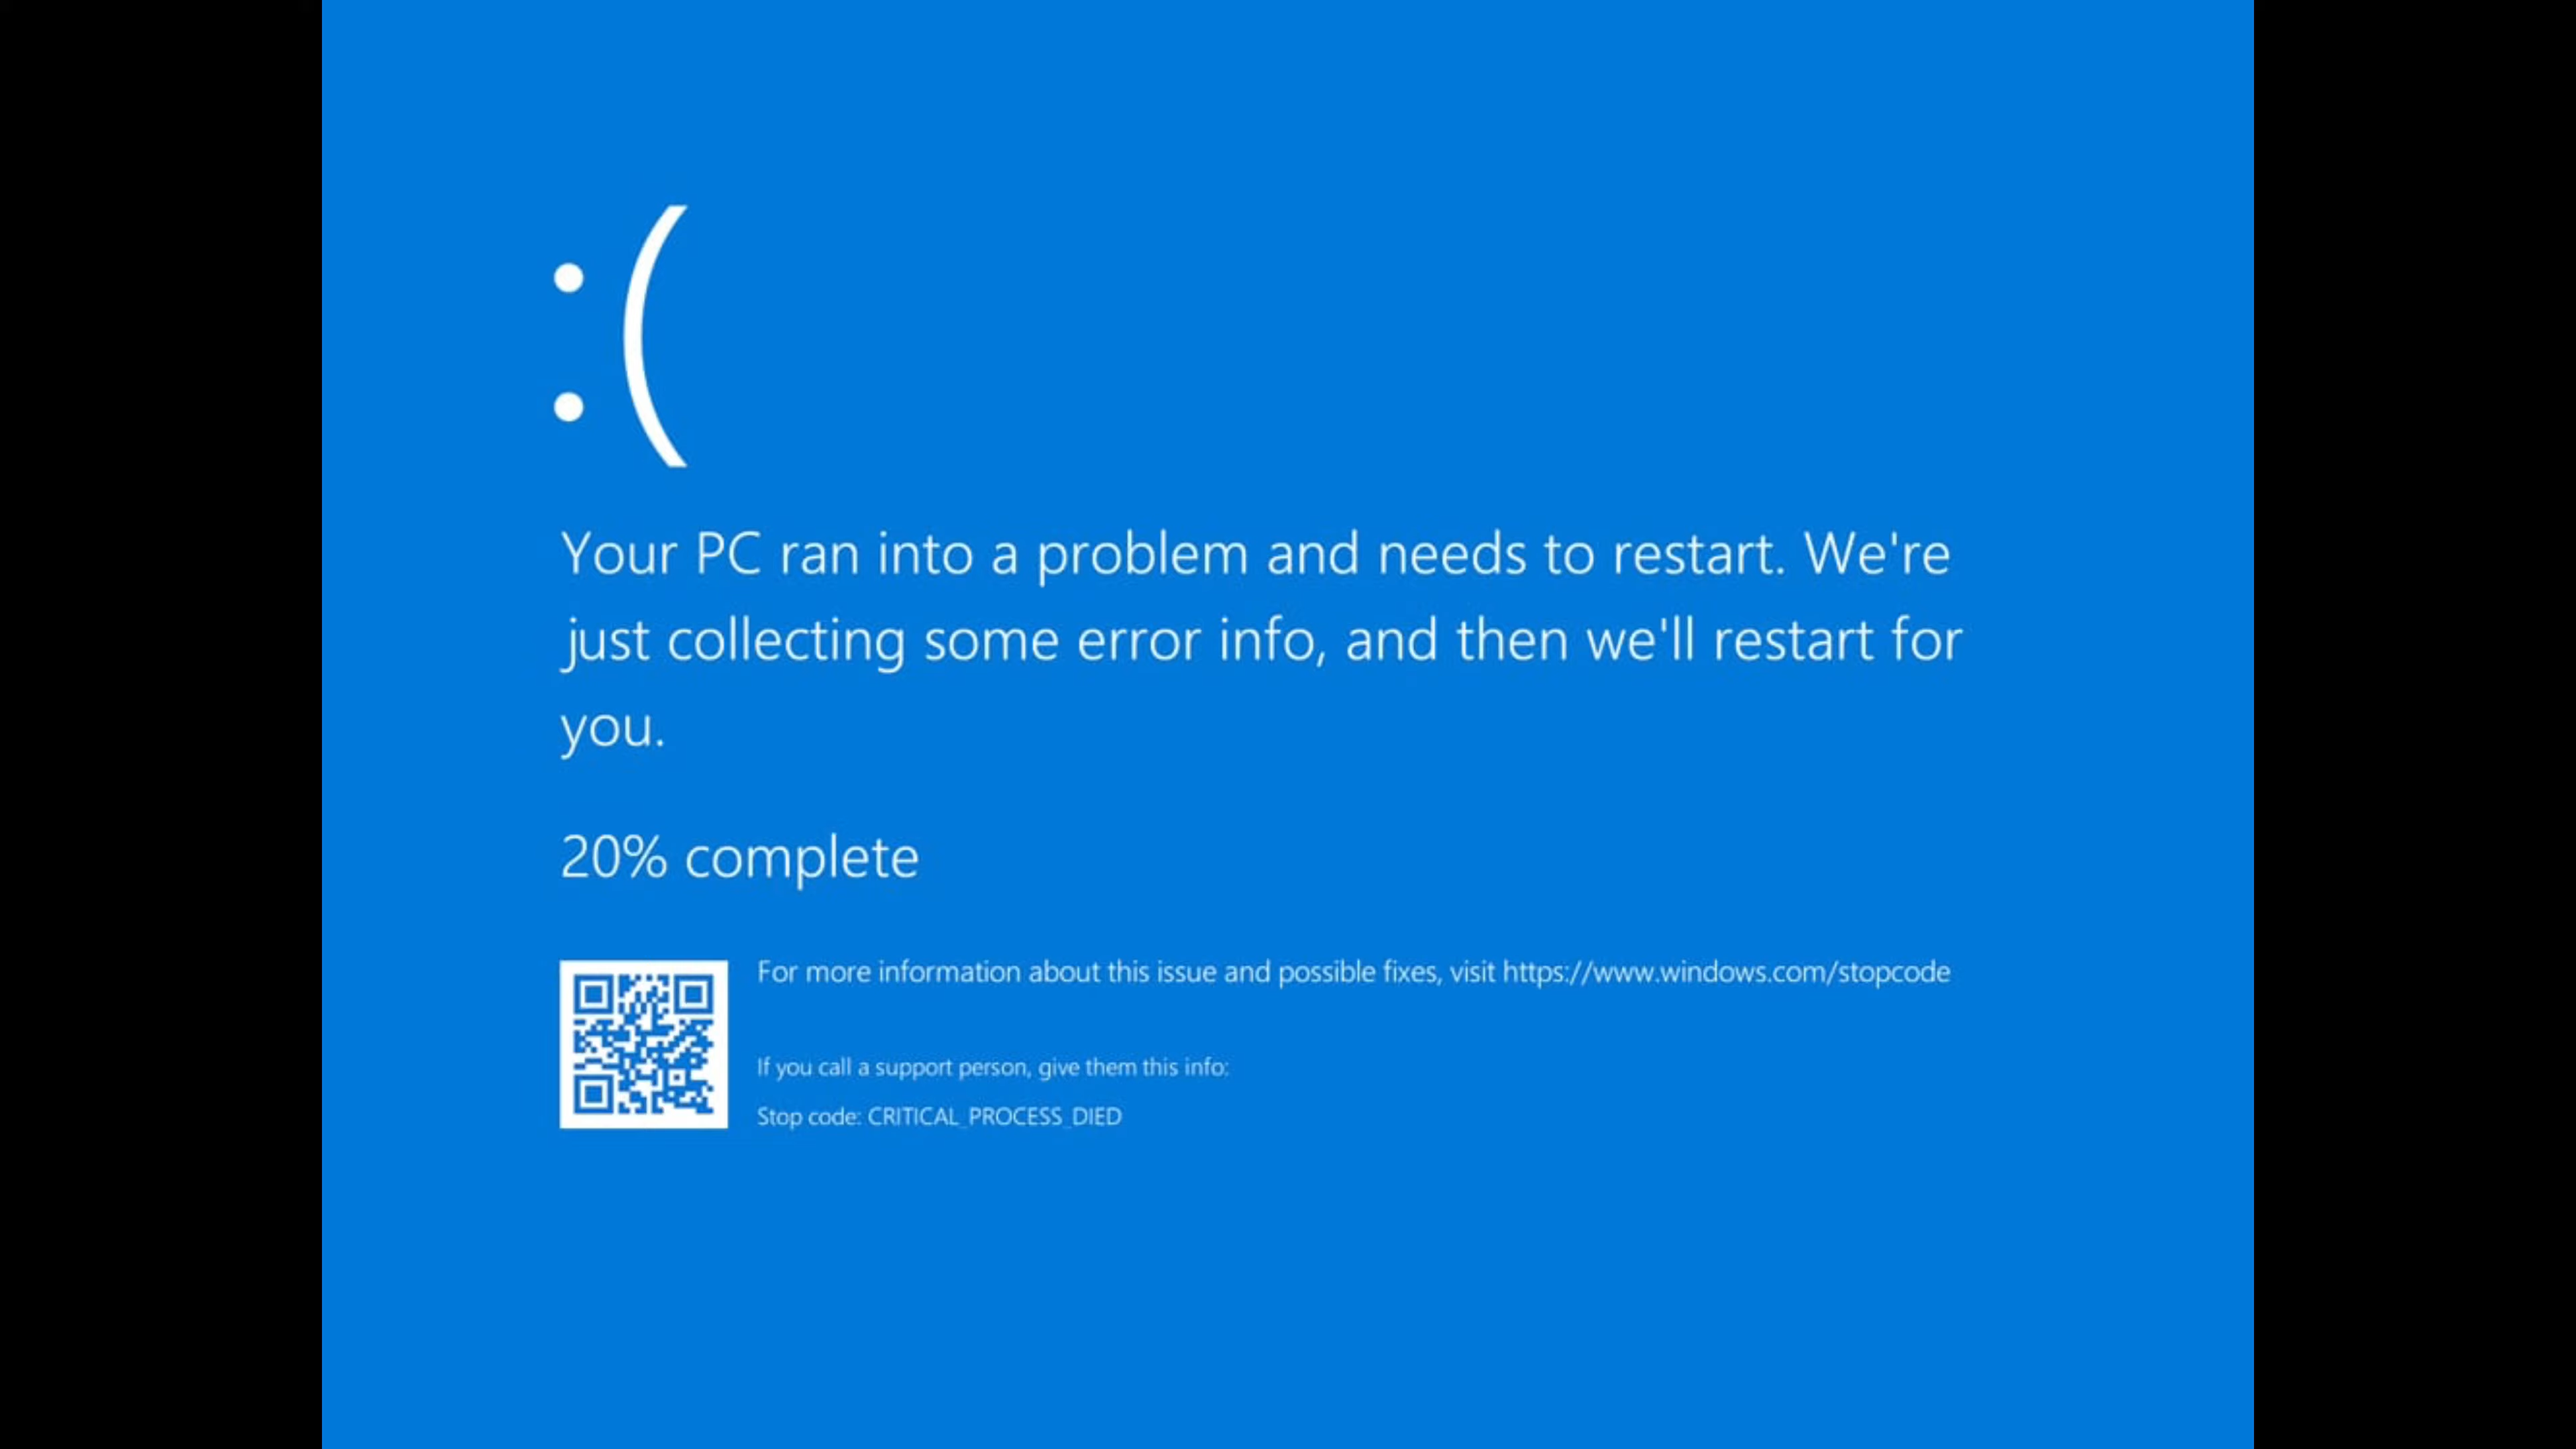 :(
Your PC ran into a problem and needs to restart. We're
just collecting some error info, and then we'll restart for
you.
20% complete
For more information about this issue and possible fixes, visit https://www.windows.com/stopcode
If you call a support person, give them this info:
Stop code: CRITICAL_PROCESS_DIED